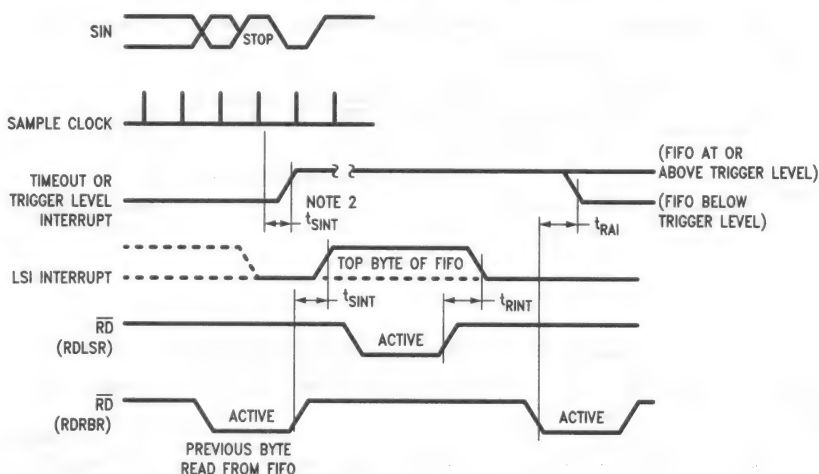 SIN
STOP
SAMPLE CLOCK
TIMEOUT OR
TRIGGER LEVEL
INTERRUPT
NOTE 2
tSINT
(FIFO AT OR
ABOVE TRIGGER LEVEL)
(FIFO BELOW
TRIGGER LEVEL)
tRAI
LSI INTERRUPT
TOP BYTE OF FIFO
tSINT
tRINT
RD
(RDLSR)
ACTIVE
RD
(RDRBR)
ACTIVE
ACTIVE
PREVIOUS BYTE
READ FROM FIFO